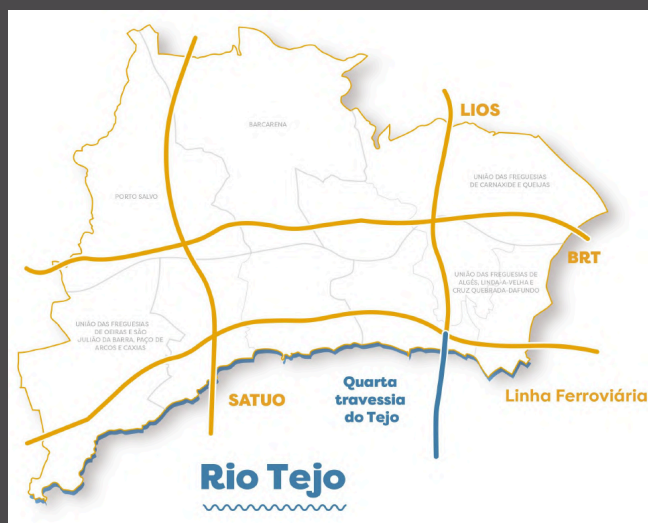 LIOS
BARCARENA
UNIÃO DAS FREGUESIAS
DE CARNAXIDE E QUEIJAS
PORTO SALVO
BRT
UNIÃO DAS FREGUESIAS DE
ALGÉS, LINDA-A-VELHA E
CRUZ QUEBRADA-DAFUNDO
UNIÃO DAS FREGUESIAS
DE OEIRAS E SÃO
JULIÃO DA BARRA, PAÇO DE
ARCOS E CAXIAS
SATUO
Quarta
travessia
do Tejo
Linha Ferroviária
Rio Tejo